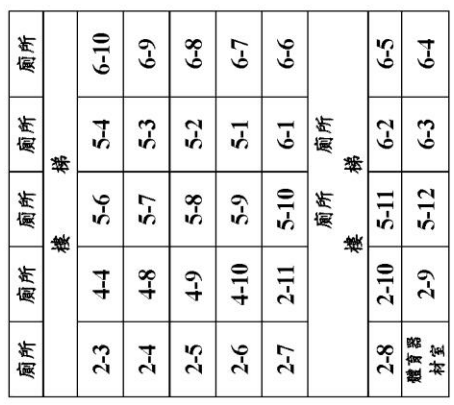 廁所 廁所 廁所 廁所 廁所
樓 梯
2-3 4-4 5-6 5-4 6-10
2-4 4-8 5-7 5-3 6-9
2-5 4-9 5-8 5-2 6-8
2-6 4-10 5-9 5-1 6-7
2-7 2-11 5-10 6-1 6-6
廁所 廁所
樓 梯
2-8 2-10 5-11 6-2 6-5
體育器
材室 2-9 5-12 6-3 6-4